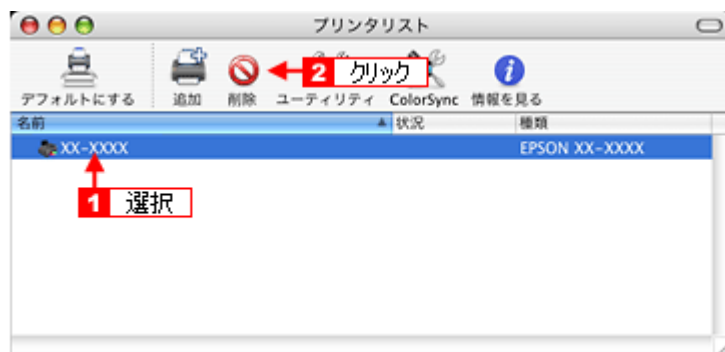 プリンタリスト
2 クリック
デフォルトにする 追加 削除 ユーティリティ ColorSync 情報を見る
名前 状況 種類
XX-XXXX EPSON XX-XXXX
1 選択